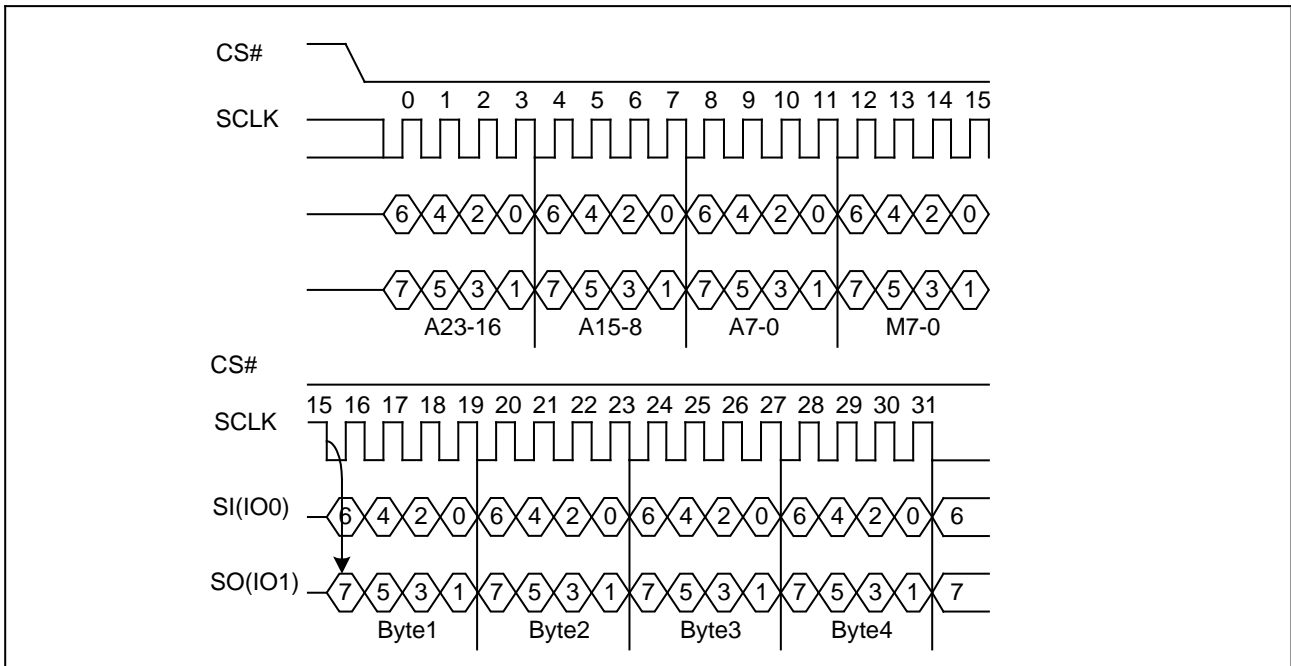 CS#
0 1 2 3 4 5 6 7 8 9 10 11 12 13 14 15
SCLK
6 4 2 0 6 4 2 0 6 4 2 0 6 4 2 0
7 5 3 1 7 5 3 1 7 5 3 1 7 5 3 1
A23-16 A15-8 A7-0 M7-0
CS#
15 16 17 18 19 20 21 22 23 24 25 26 27 28 29 30 31
SCLK
SI(IO0) 6 4 2 0 6 4 2 0 6 4 2 0 6 4 2 0 6
SO(IO1) 7 5 3 1 7 5 3 1 7 5 3 1 7 5 3 1 7
Byte1 Byte2 Byte3 Byte4